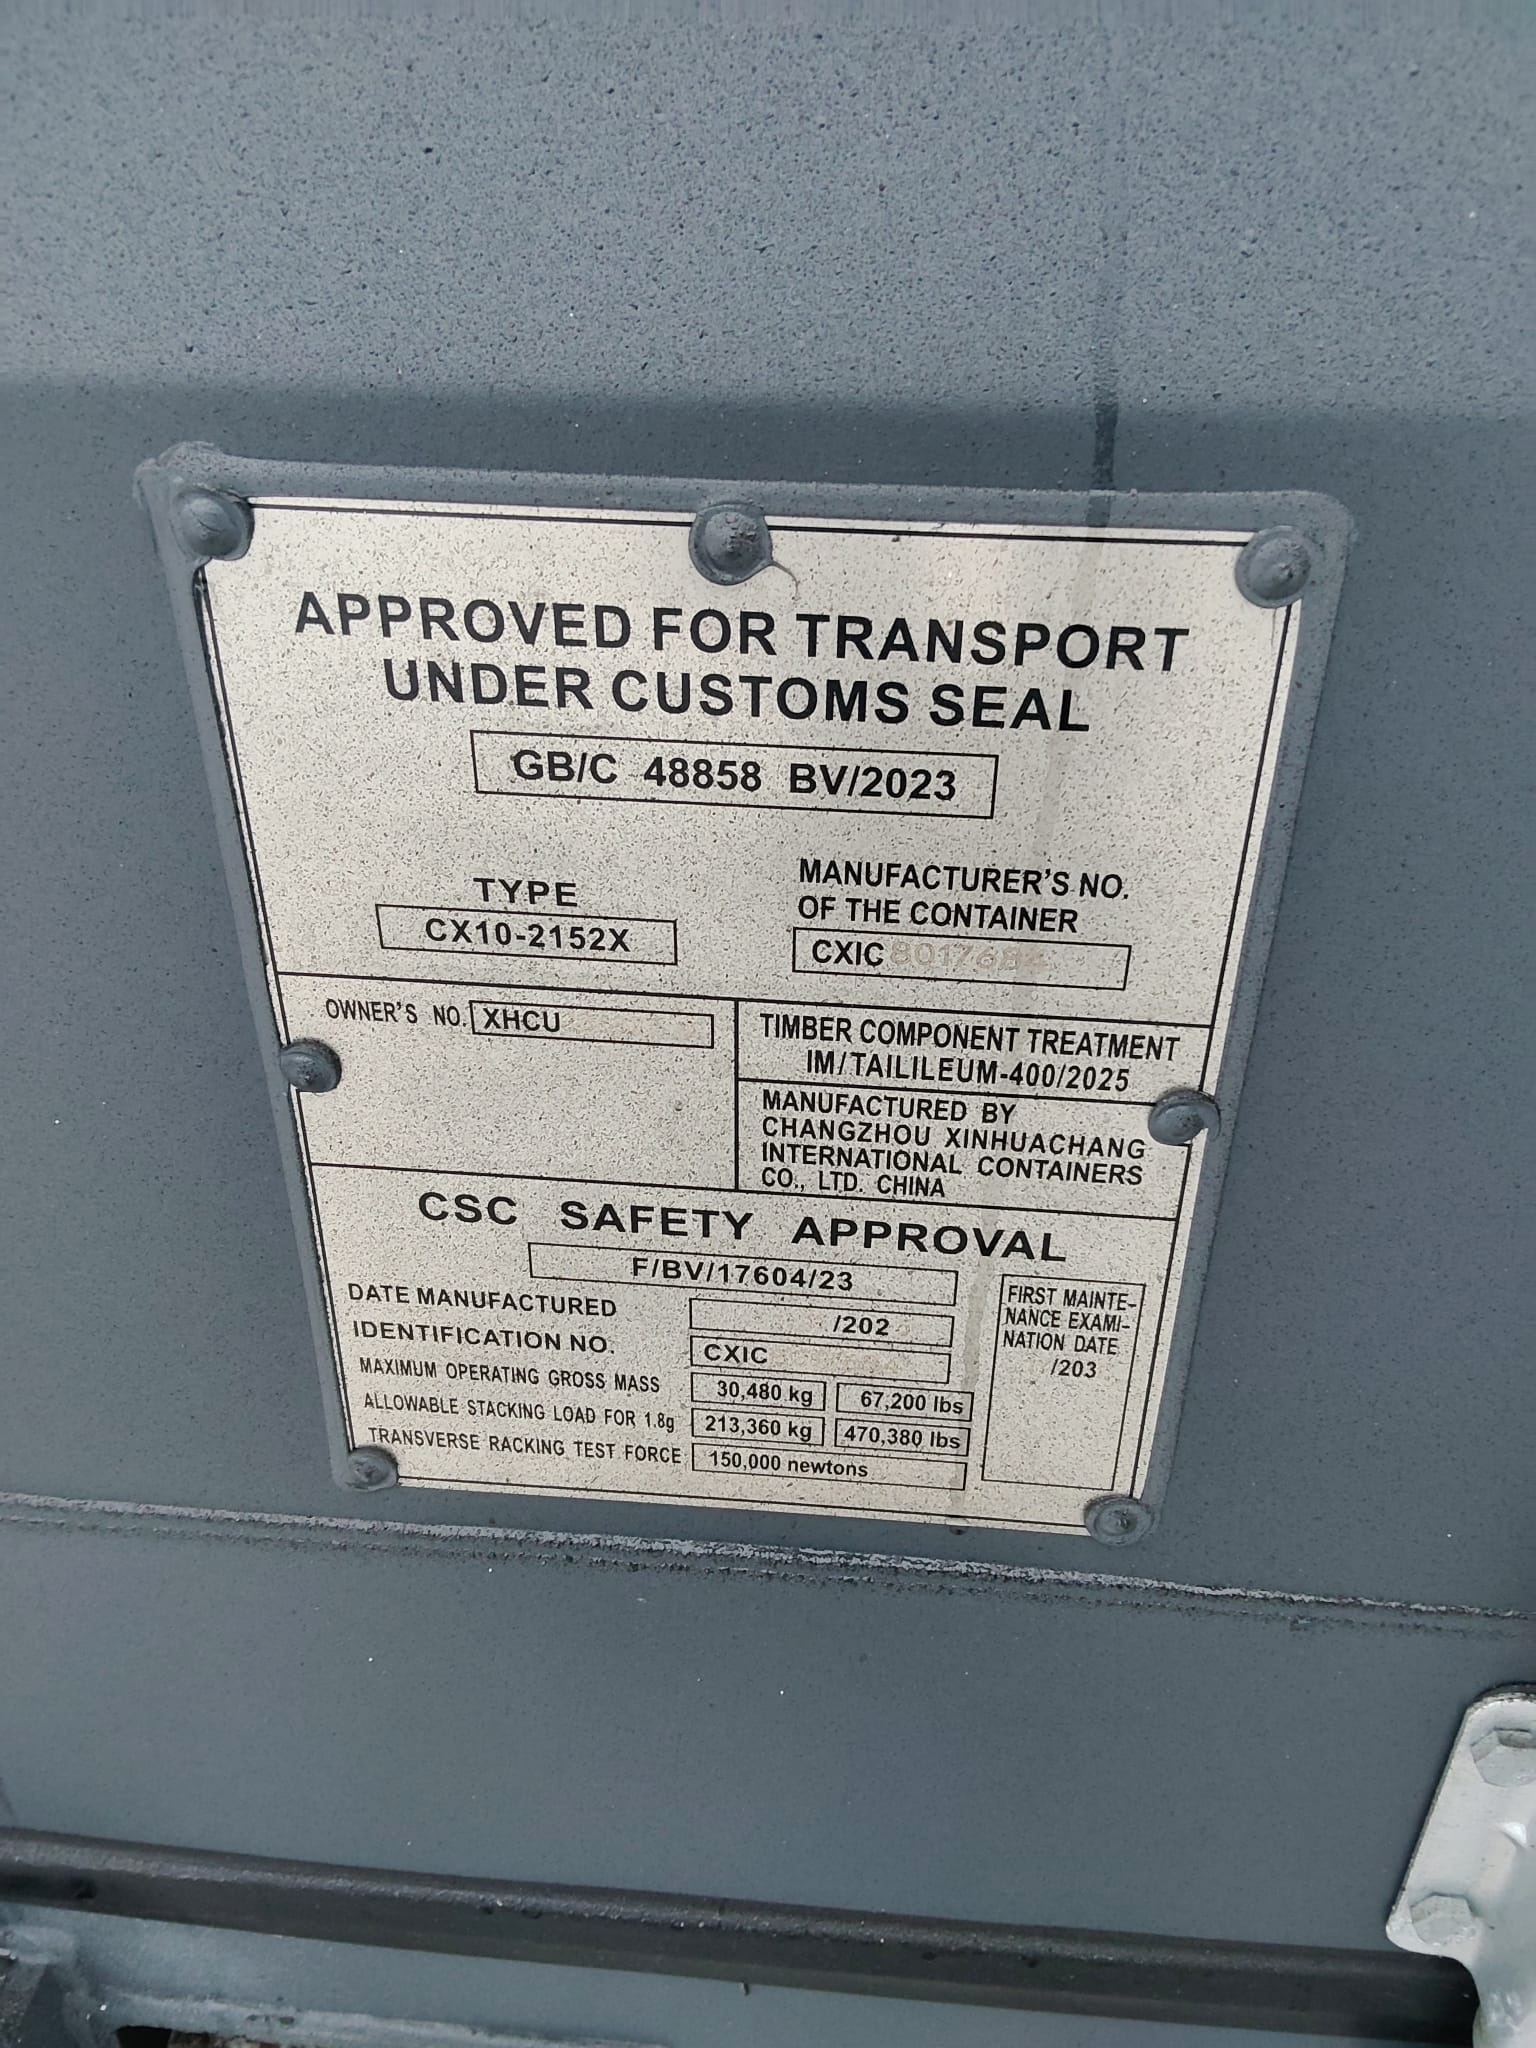 APPROVED FOR TRANSPORT
UNDER CUSTOMS SEAL
GB/C 48858 BV/2023
TYPE
CX10-2152X
MANUFACTURER'S NO.
OF THE CONTAINER
CXIC
OWNER'S NO. XHCU
TIMBER COMPONENT TREATMENT
IM/TAILILEUM-400/2025
MANUFACTURED BY
CHANGZHOU XINHUACHANG
INTERNATIONAL CONTAINERS
CO., LTD. CHINA
CSC SAFETY APPROVAL
F/BV/17604/23
DATE MANUFACTURED /202
IDENTIFICATION NO. CXIC
MAXIMUM OPERATING GROSS MASS 30,480 kg 67,200 lbs
ALLOWABLE STACKING LOAD FOR 1.8g 213,360 kg 470,380 lbs
TRANSVERSE RACKING TEST FORCE 150,000 newtons
FIRST MAINTE-
NANCE EXAMI-
NATION DATE
/203